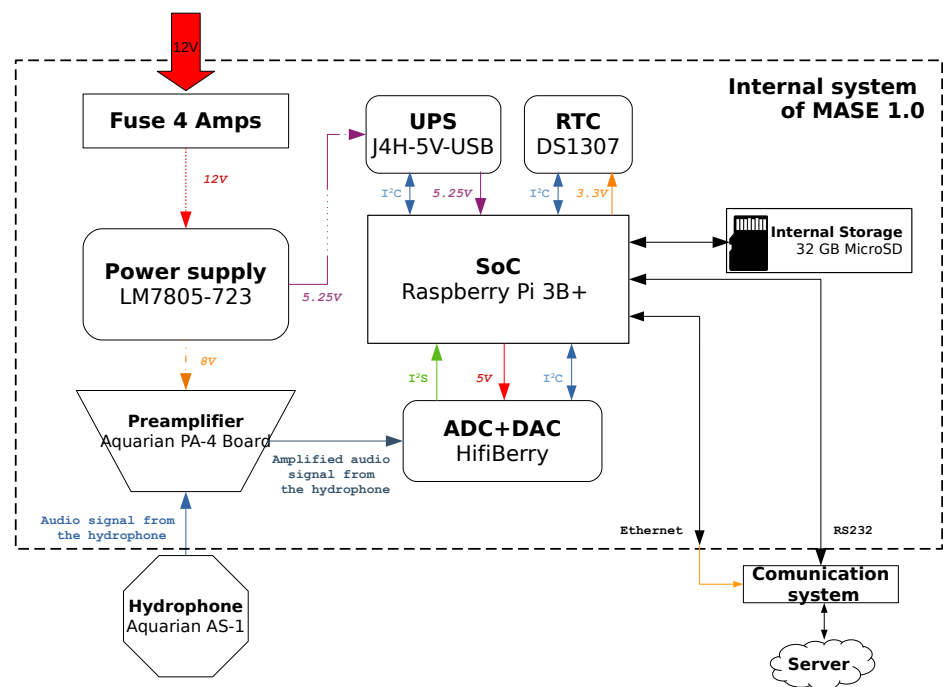 12V
Internal system
of MASE 1.0
Fuse 4 Amps
UPS
J4H-5V-USB
RTC
DS1307
12V
I²C
5.25V
I²C
3.3V
Internal Storage
32 GB MicroSD
Power supply
LM7805-723
5.25V
SoC
Raspberry Pi 3B+
8V
I²S
5V
I²C
Preamplifier
Aquarian PA-4 Board
ADC+DAC
HifiBerry
Amplified audio
signal from
the hydrophone
Audio signal from
the hydrophone
Ethernet
RS232
Hydrophone
Aquarian AS-1
Comunication
system
Server